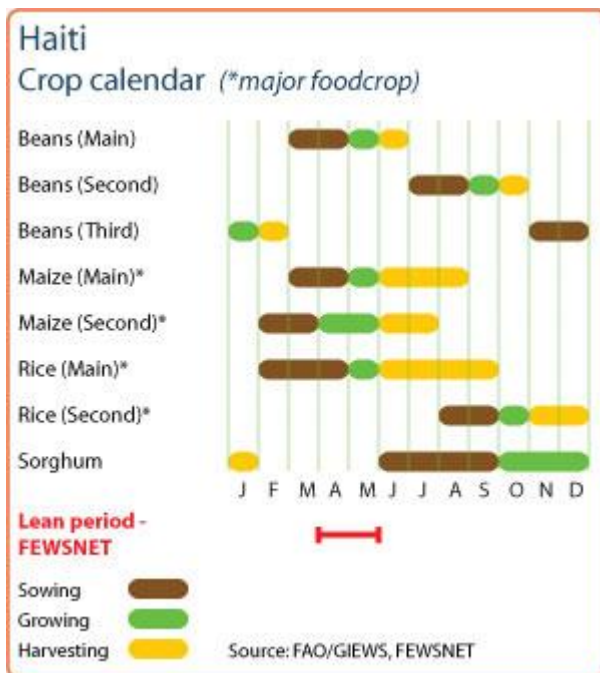 Haiti
Crop calendar (*major foodcrop)
Beans (Main)
Beans (Second)
Beans (Third)
Maize (Main)*
Maize (Second)*
Rice (Main)*
Rice (Second)*
Sorghum
J F M A M J J A S O N D
Lean period -
FEWSNET
Sowing
Growing
Harvesting
Source: FAO/GIEWS, FEWSNET